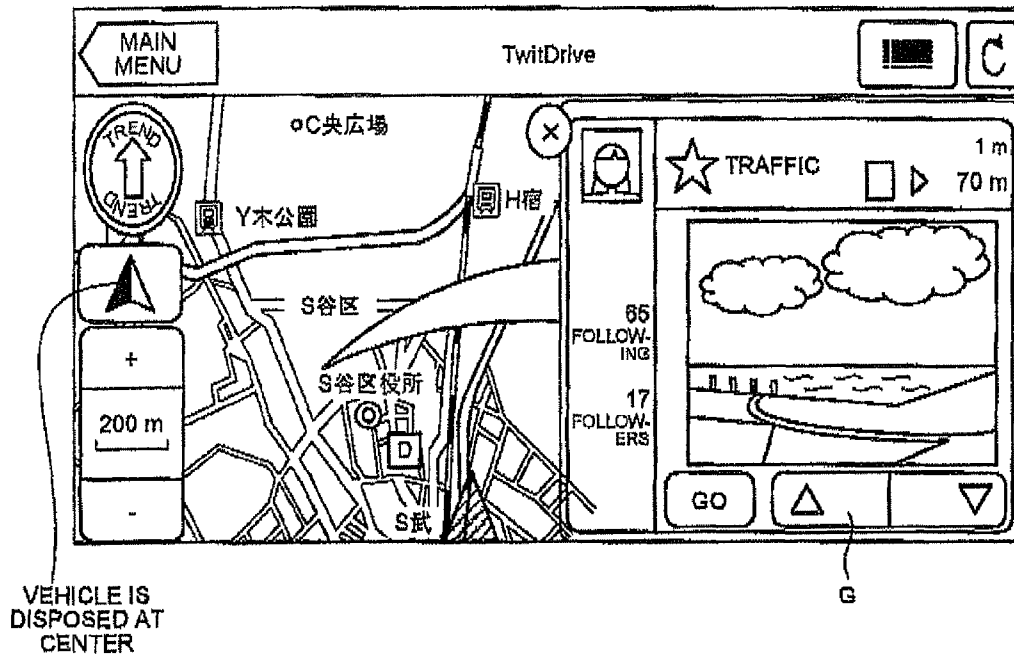 MAIN
MENU
TwitDrive
TREND
TREND
C央広場
Y木公園
H宿
S谷区
S谷区役所
D
S武
+
200 m
-
×
TRAFFIC
1 m
70 m
65
FOLLOW-
ING
17
FOLLOW-
ERS
GO
G
VEHICLE IS
DISPOSED AT
CENTER